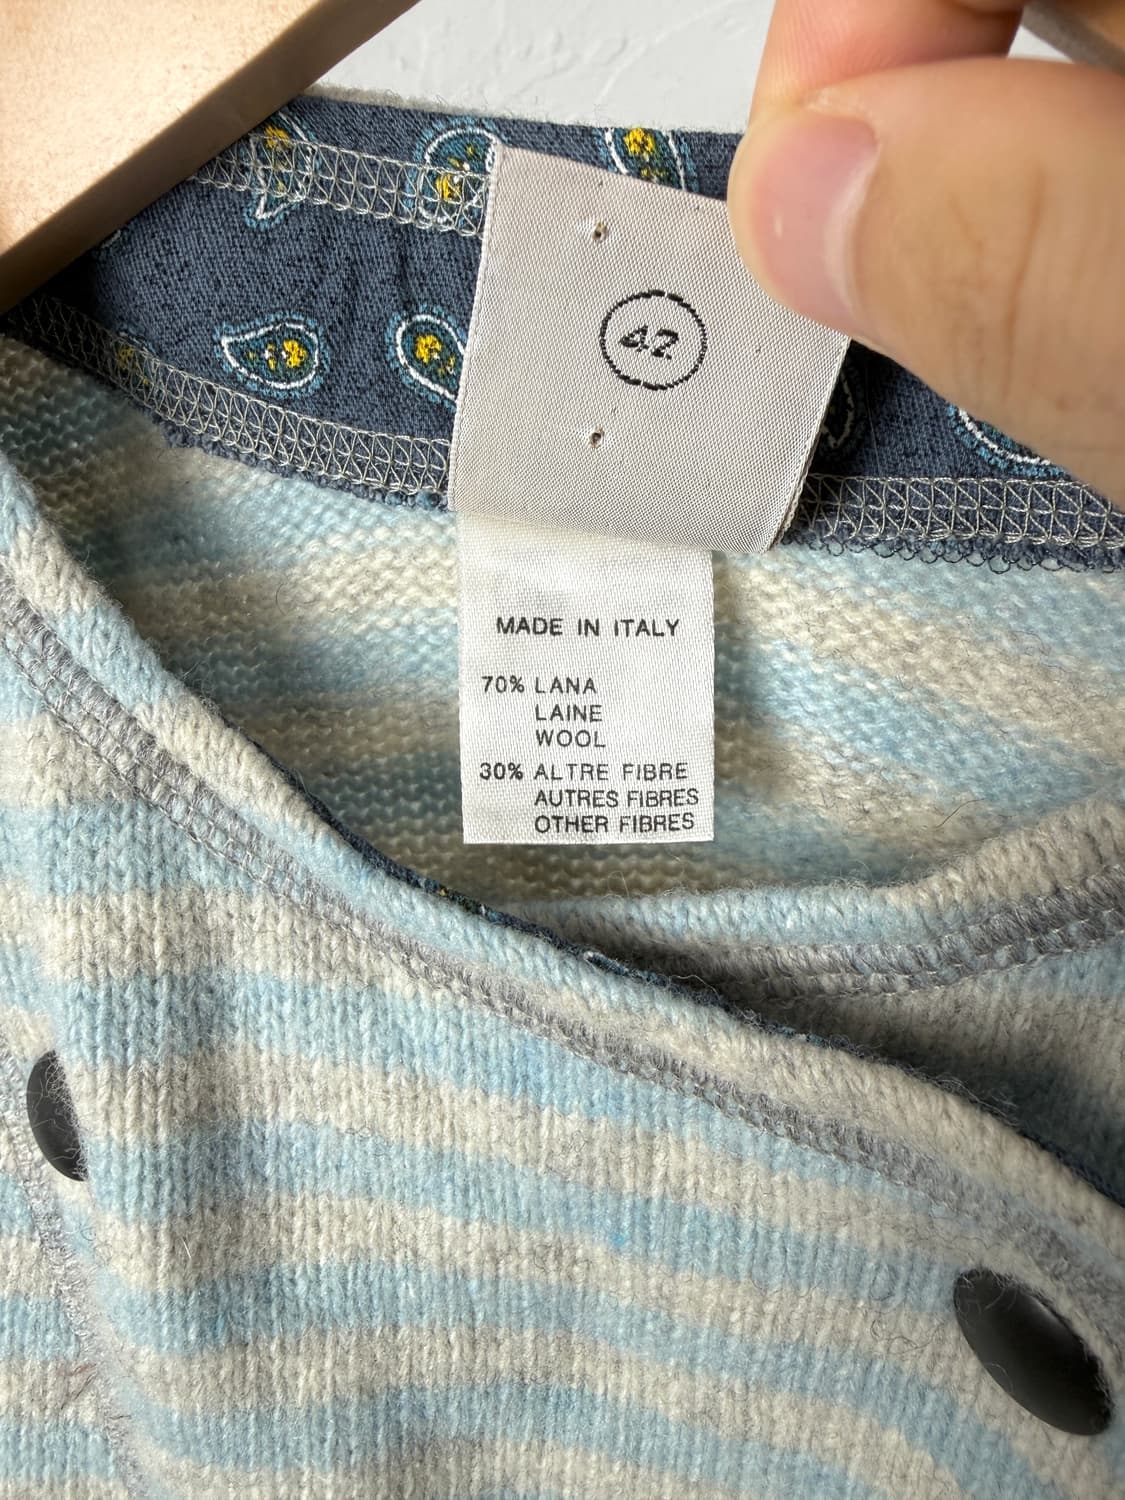 42
MADE IN ITALY
70% LANA
LAINE
WOOL
30% ALTRE FIBRE
AUTRES FIBRES
OTHER FIBRES